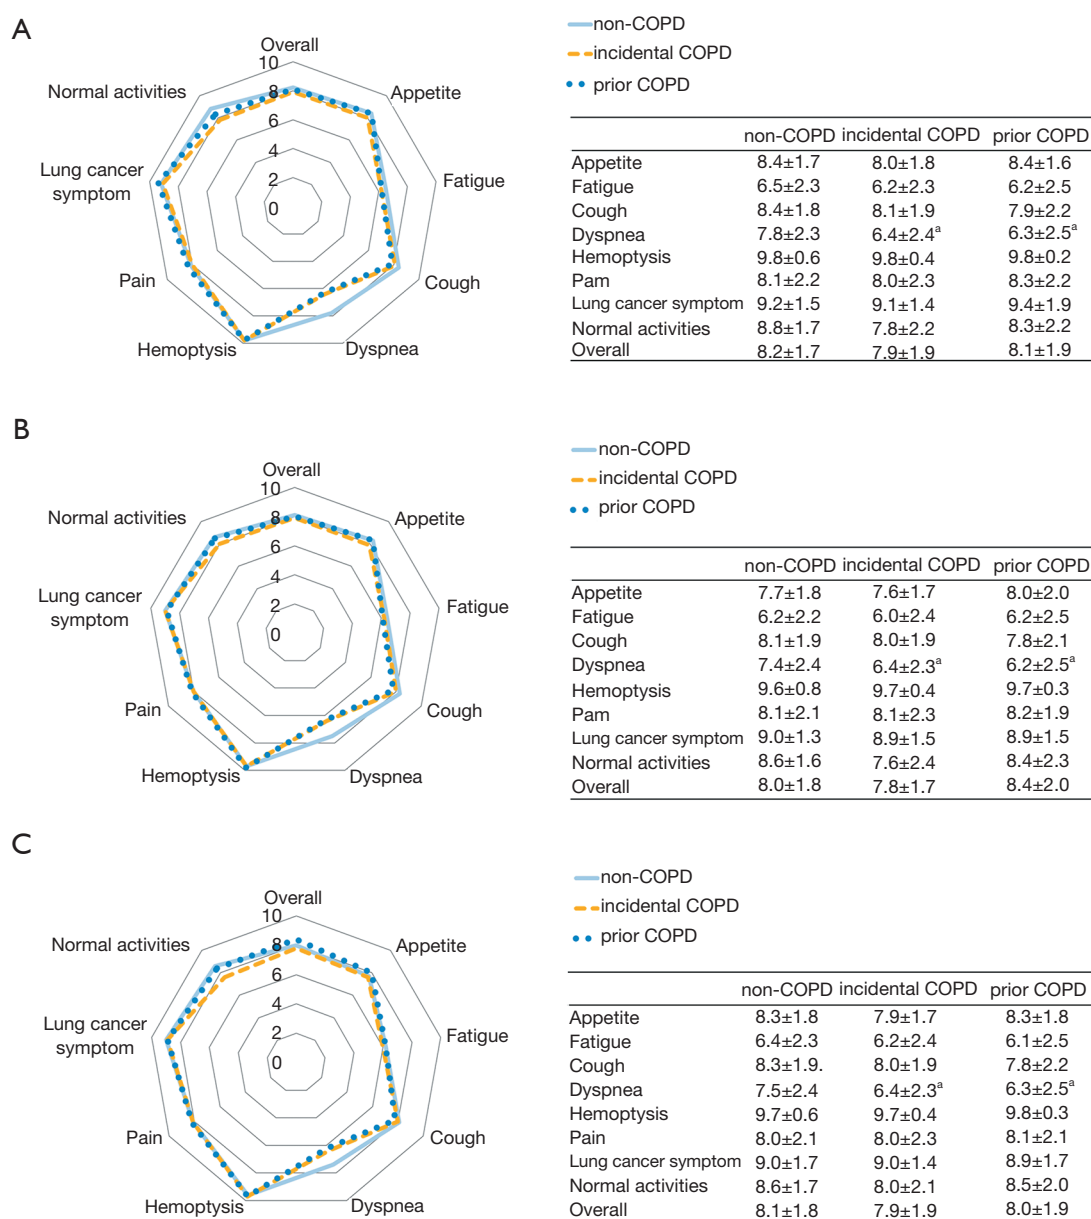 A
non-COPD
incidental COPD
prior COPD
Overall
10
8
6
4
2
0
Normal activities
Appetite
Lung cancer
symptom
Fatigue
Pain
Cough
Hemoptysis
Dyspnea
non-COPD incidental COPD prior COPD
Appetite 8.4±1.7 8.0±1.8 8.4±1.6
Fatigue 6.5±2.3 6.2±2.3 6.2±2.5
Cough 8.4±1.8 8.1±1.9 7.9±2.2
Dyspnea 7.8±2.3 6.4±2.4a 6.3±2.5a
Hemoptysis 9.8±0.6 9.8±0.4 9.8±0.2
Pam 8.1±2.2 8.0±2.3 8.3±2.2
Lung cancer symptom 9.2±1.5 9.1±1.4 9.4±1.9
Normal activities 8.8±1.7 7.8±2.2 8.3±2.2
Overall 8.2±1.7 7.9±1.9 8.1±1.9
B
non-COPD
incidental COPD
prior COPD
Overall
10
8
6
4
2
0
Normal activities
Appetite
Lung cancer
symptom
Fatigue
Pain
Cough
Hemoptysis
Dyspnea
non-COPD incidental COPD prior COPD
Appetite 7.7±1.8 7.6±1.7 8.0±2.0
Fatigue 6.2±2.2 6.0±2.4 6.2±2.5
Cough 8.1±1.9 8.0±1.9 7.8±2.1
Dyspnea 7.4±2.4 6.4±2.3a 6.2±2.5a
Hemoptysis 9.6±0.8 9.7±0.4 9.7±0.3
Pam 8.1±2.1 8.1±2.3 8.2±1.9
Lung cancer symptom 9.0±1.3 8.9±1.5 8.9±1.5
Normal activities 8.6±1.6 7.6±2.4 8.4±2.3
Overall 8.0±1.8 7.8±1.7 8.4±2.0
C
non-COPD
incidental COPD
prior COPD
Overall
10
8
6
4
2
0
Normal activities
Appetite
Lung cancer
symptom
Fatigue
Pain
Cough
Hemoptysis
Dyspnea
non-COPD incidental COPD prior COPD
Appetite 8.3±1.8 7.9±1.7 8.3±1.8
Fatigue 6.4±2.3 6.2±2.4 6.1±2.5
Cough 8.3±1.9. 8.0±1.9 7.8±2.2
Dyspnea 7.5±2.4 6.4±2.3a 6.3±2.5a
Hemoptysis 9.7±0.6 9.7±0.4 9.8±0.3
Pain 8.0±2.1 8.0±2.3 8.1±2.1
Lung cancer symptom 9.0±1.7 9.0±1.4 8.9±1.7
Normal activities 8.6±1.7 8.0±2.1 8.5±2.0
Overall 8.1±1.8 7.9±1.9 8.0±1.9